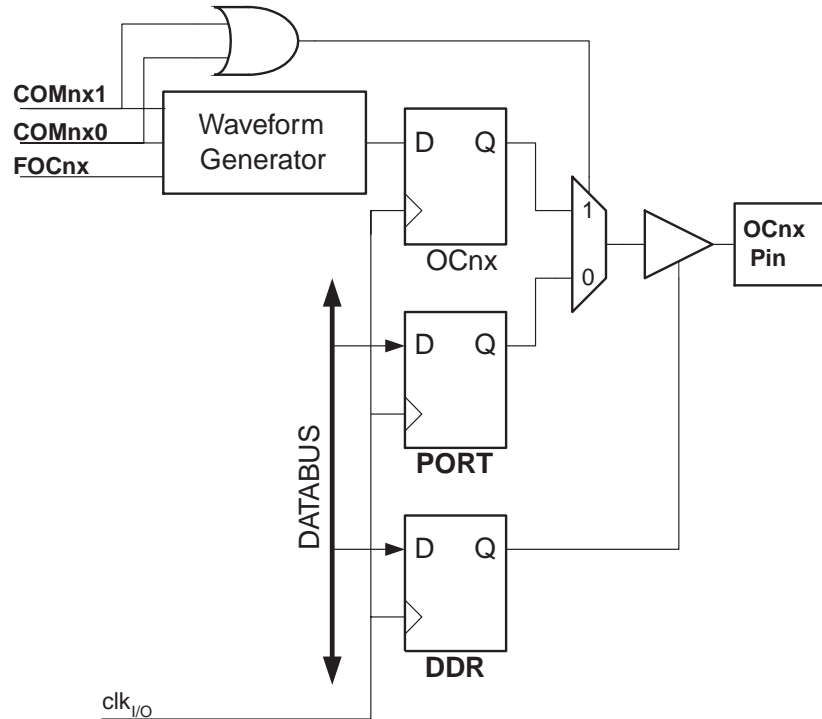 COMnx1
COMnx0
FOCnx
Waveform
Generator
D Q
OCnx
1
0
OCnx
Pin
D Q
PORT
DATABUS
D Q
DDR
clkI/O